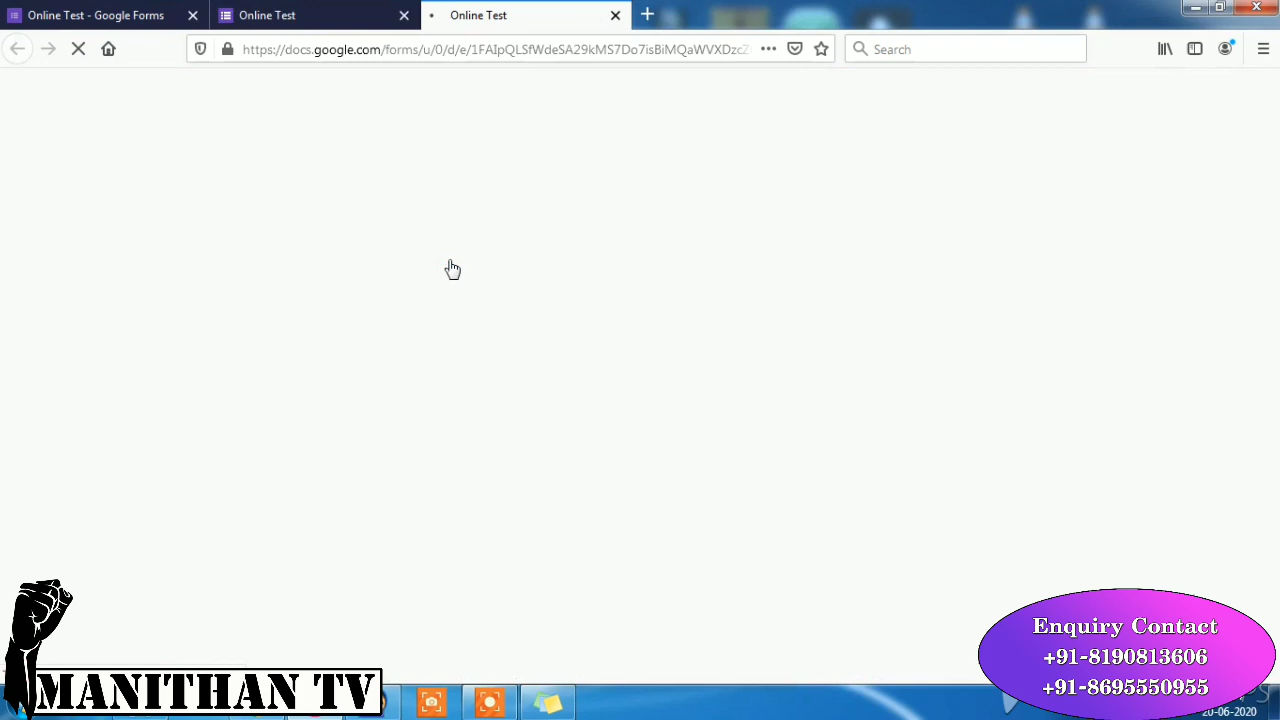 Online Test - Google Forms
Online Test
Online Test
https://docs.google.com/forms/u/0/d/e/1FAIpQLSfWdeSA29kMS7Do7isBiMQaWVXDzcZ
Search
Enquiry Contact
+91-8190813606
+91-8695550955
MANITHAN TV
20-06-2020